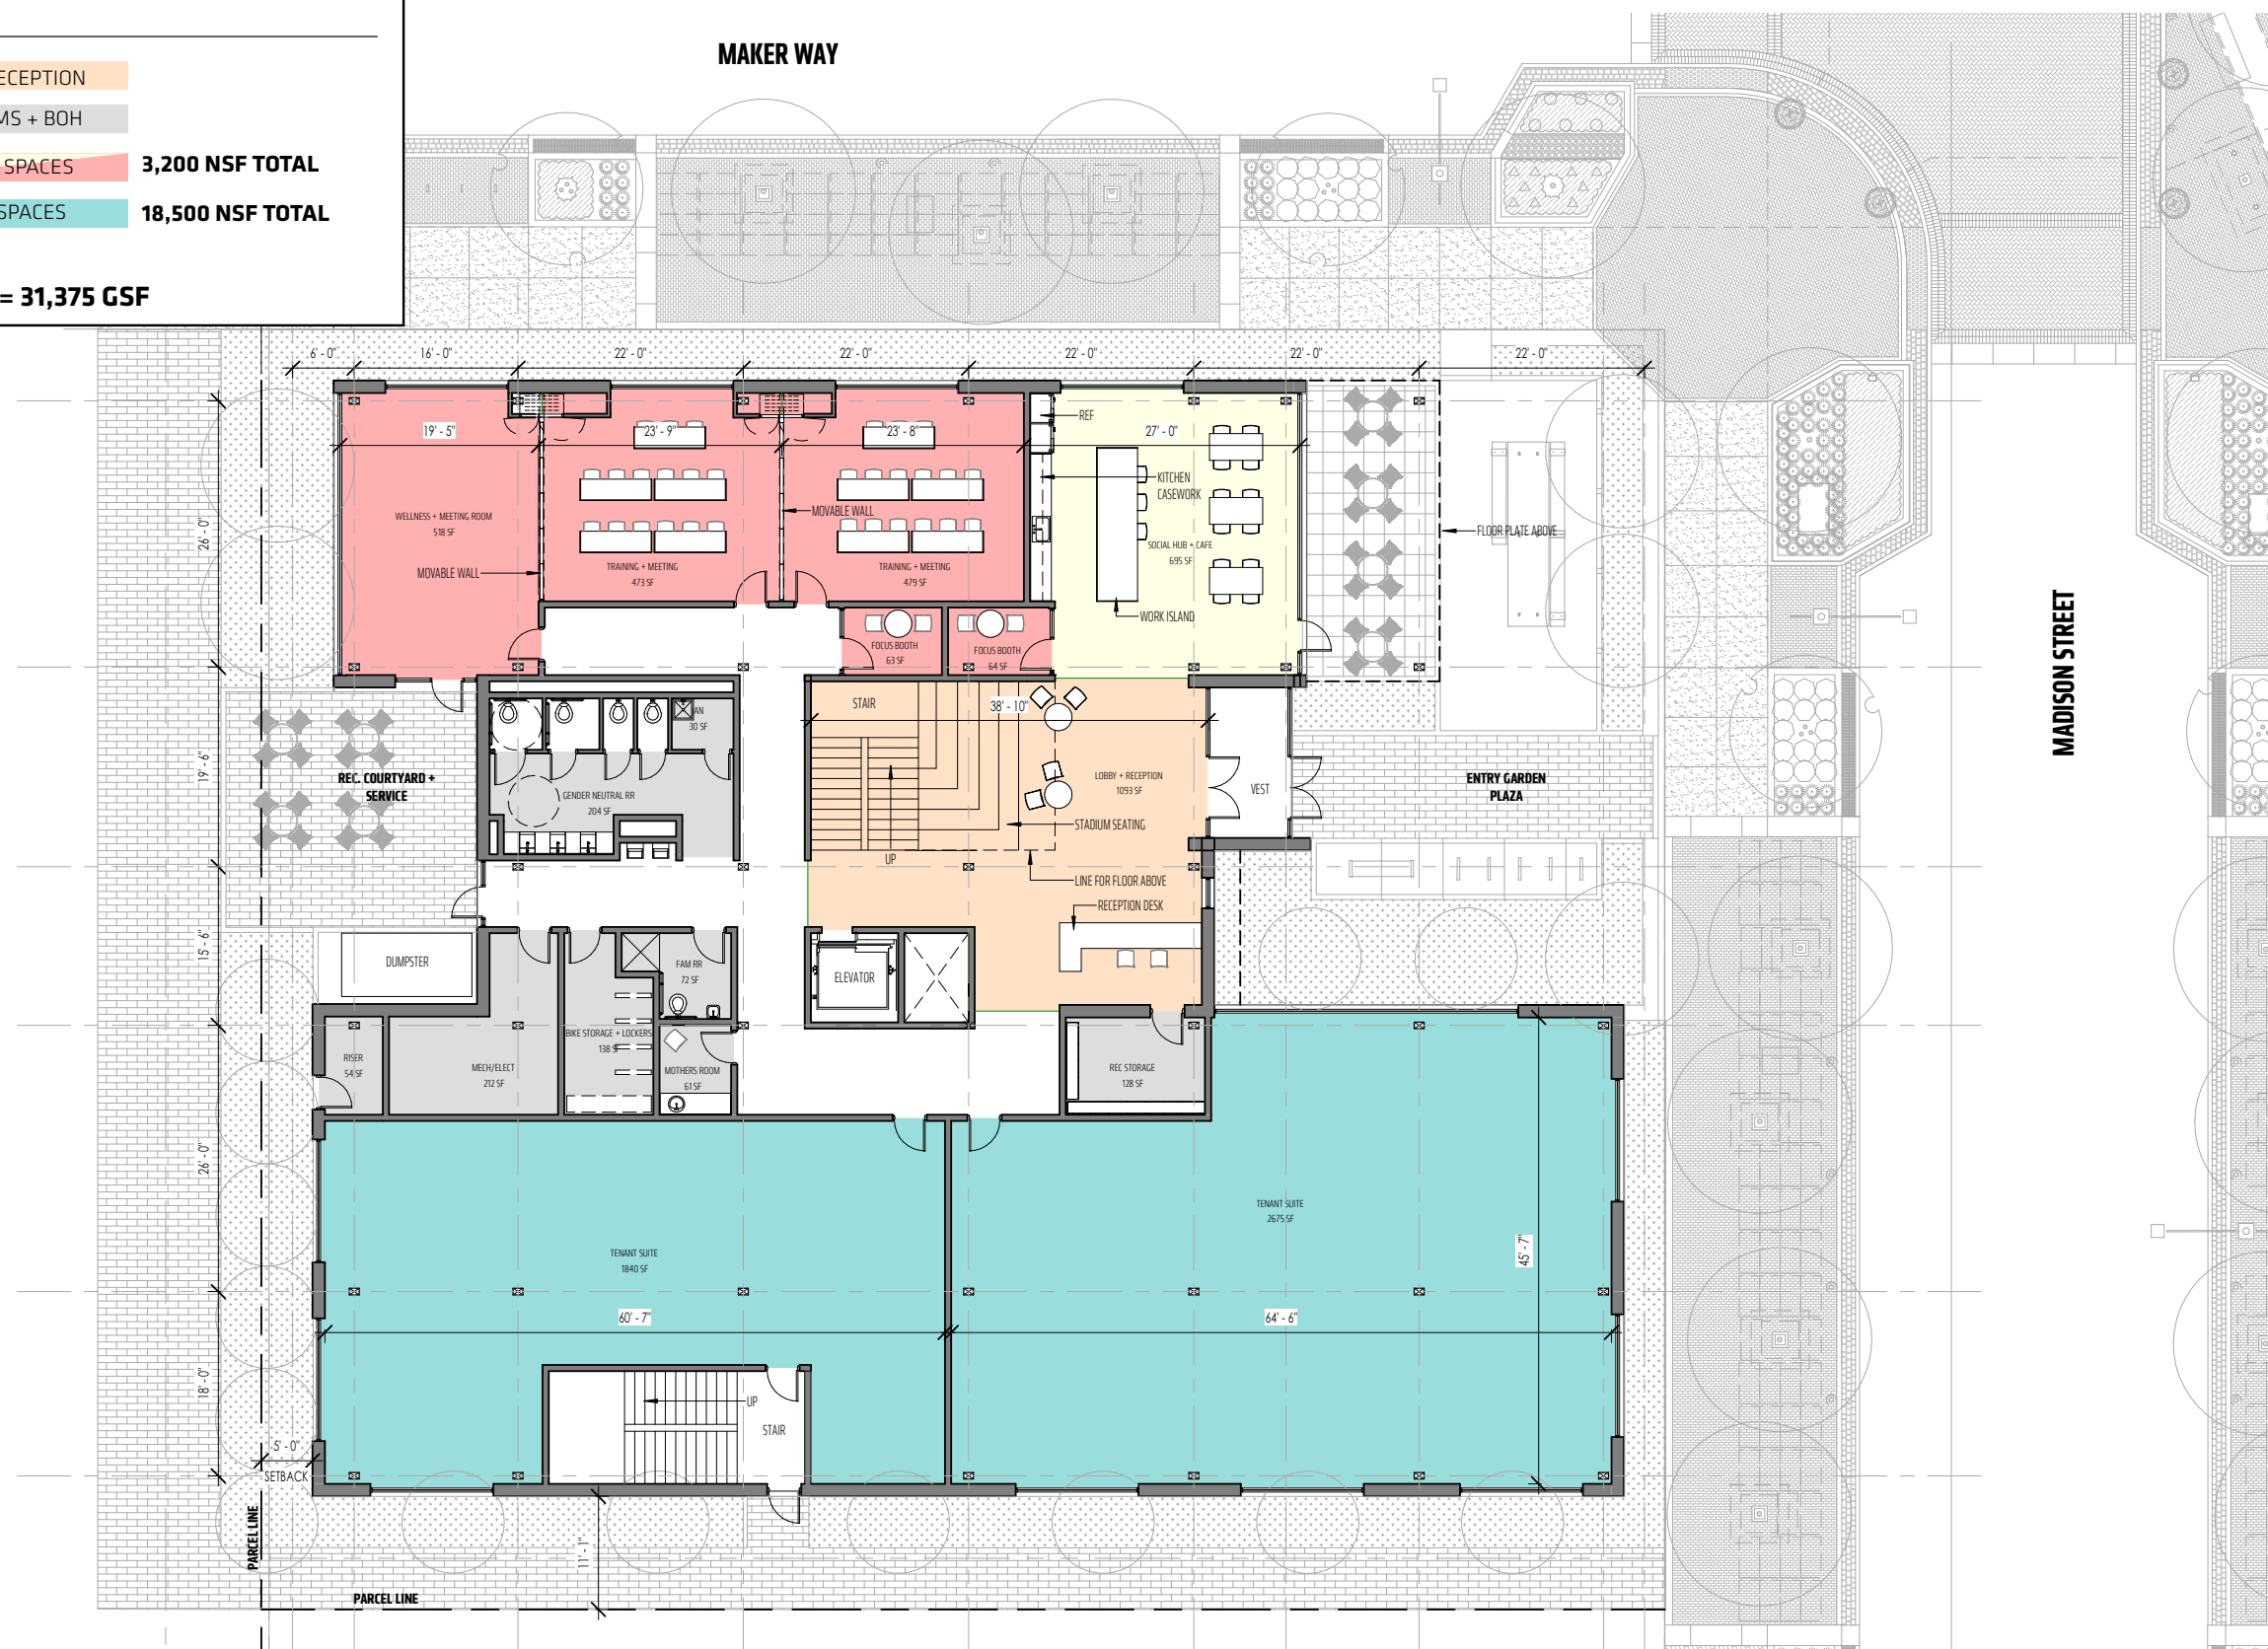 MAKER WAY
ECEPTION
MS + BOH
SPACES
3,200 NSF TOTAL
SPACES
18,500 NSF TOTAL
= 31,375 GSF
6' - 0"
16' - 0"
22' - 0"
22' - 0"
22' - 0"
22' - 0"
22' - 0"
19' - 5"
23' - 9"
23' - 8"
27' - 0"
REF
KITCHEN
CASEWORK
MOVABLE WALL
WELLNESS + MEETING ROOM
518 SF
26' - 0"
FLOOR PLATE ABOVE
SOCIAL HUB + CAFE
695 SF
MOVABLE WALL
TRAINING + MEETING
473 SF
TRAINING + MEETING
479 SF
WORK ISLAND
FOCUS BOOTH
63 SF
FOCUS BOOTH
64 SF
MADISON STREET
STAIR
38' - 10"
30 SF
19' - 6"
REC. COURTYARD +
SERVICE
GENDER NEUTRAL RR
204 SF
LOBBY + RECEPTION
1093 SF
VEST
ENTRY GARDEN
PLAZA
STADIUM SEATING
UP
LINE FOR FLOOR ABOVE
RECEPTION DESK
15' - 6"
DUMPSTER
FAM RR
72 SF
ELEVATOR
BIKE STORAGE + LOCKERS
138 SF
RISER
54 SF
MECH/ELECT
212 SF
MOTHERS ROOM
61 SF
REC STORAGE
128 SF
26' - 0"
TENANT SUITE
2675 SF
TENANT SUITE
1840 SF
45' - 7"
60' - 7"
64' - 6"
18' - 0"
UP
STAIR
5' - 0"
SETBACK
PARCEL LINE
11' - 1"
PARCEL LINE